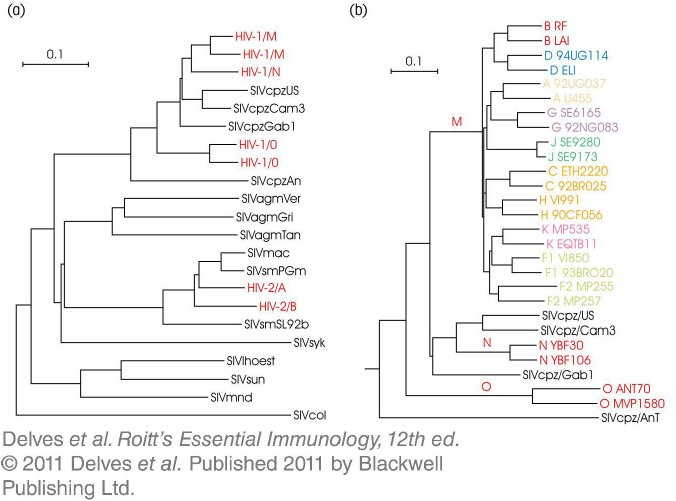 (a)
0.1
HIV-1/M
HIV-1/M
HIV-1/N
SIVcpzUS
SIVcpzCam3
SIVcpzGab1
HIV-1/0
HIV-1/0
SIVcpzAn
SIVagmVer
SIVagmGri
SIVagmTan
SIVmac
SIVsmPGm
HIV-2/A
HIV-2/B
SIVsmSL92b
SIVsyk
SIVlhoest
SIVsun
SIVmnd
SIVcol
(b)
0.1
M
B RF
B LAI
D 94UG114
D ELI
A 92UG037
A U455
G SE6165
G 92NG083
J SE9280
J SE9173
C ETH2220
C 92BR025
H VI991
H 90CF056
K MP535
K EQTB11
F1 VI850
F1 93BRO20
F2 MP255
F2 MP257
SIVcpz/US
SIVcpz/Cam3
N
N YBF30
N YBF106
SIVcpz/Gab1
O
O ANT70
O MVP1580
SIVcpz/AnT
Delves et al. Roitt's Essential Immunology, 12th ed.
© 2011 Delves et al. Published 2011 by Blackwell
Publishing Ltd.